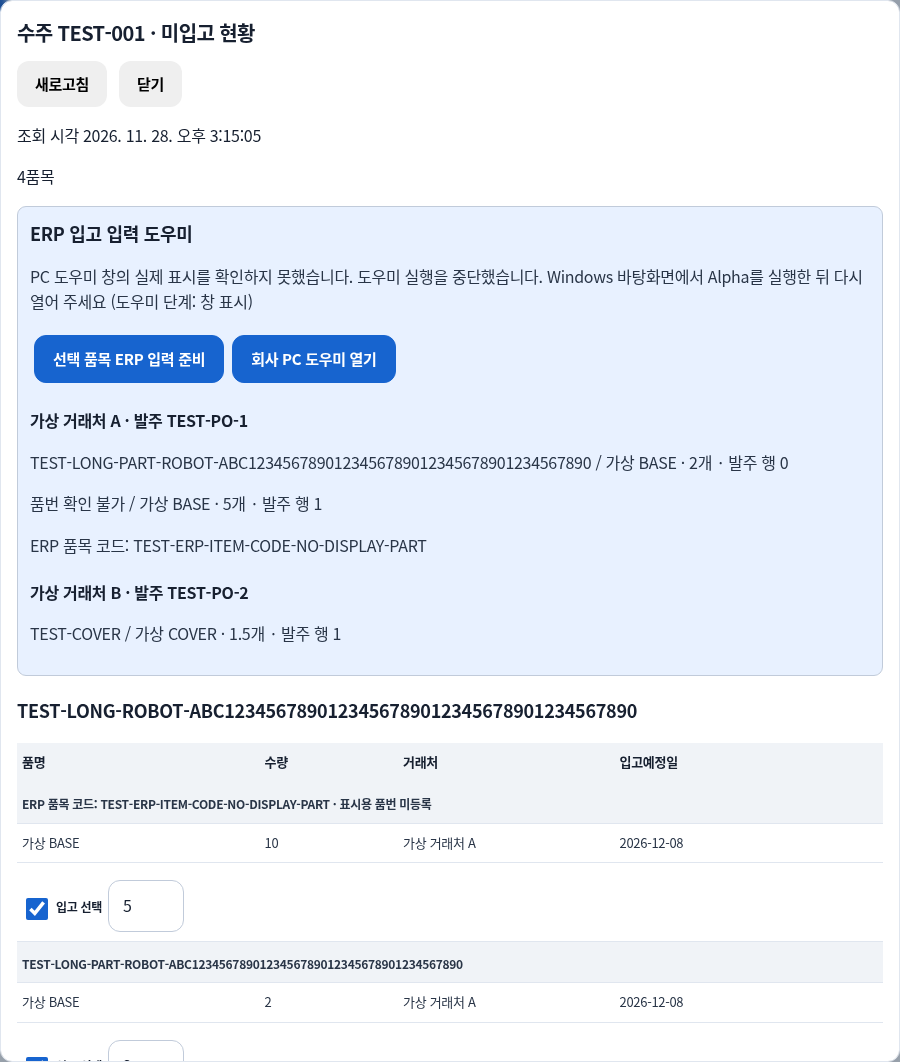 수주 TEST-001 · 미입고 현황
새로고침 닫기
조회 시각 2026. 11. 28. 오후 3:15:05
4품목
ERP 입고 입력 도우미
PC 도우미 창의 실제 표시를 확인하지 못했습니다. 도우미 실행을 중단했습니다. Windows 바탕화면에서 Alpha를 실행한 뒤 다시
열어 주세요 (도우미 단계: 창 표시)
선택 품목 ERP 입력 준비 회사 PC 도우미 열기
가상 거래처 A · 발주 TEST-PO-1
TEST-LONG-PART-ROBOT-ABC1234567890123456789012345678901234567890 / 가상 BASE · 2개 · 발주 행 0
품번 확인 불가 / 가상 BASE · 5개 · 발주 행 1
ERP 품목 코드: TEST-ERP-ITEM-CODE-NO-DISPLAY-PART
가상 거래처 B · 발주 TEST-PO-2
TEST-COVER / 가상 COVER · 1.5개 · 발주 행 1
TEST-LONG-ROBOT-ABC1234567890123456789012345678901234567890
품명 수량 거래처 입고예정일
ERP 품목 코드: TEST-ERP-ITEM-CODE-NO-DISPLAY-PART · 표시용 품번 미등록
가상 BASE 10 가상 거래처 A 2026-12-08
입고 선택 5
TEST-LONG-PART-ROBOT-ABC1234567890123456789012345678901234567890
가상 BASE 2 가상 거래처 A 2026-12-08